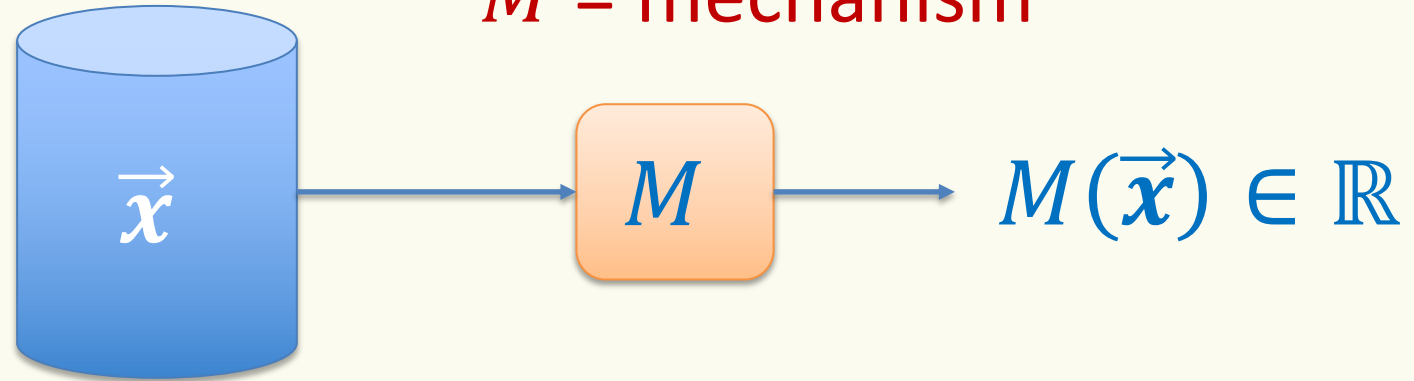 M = mechanism
x⃗
M
M(x⃗) ∈ ℝ